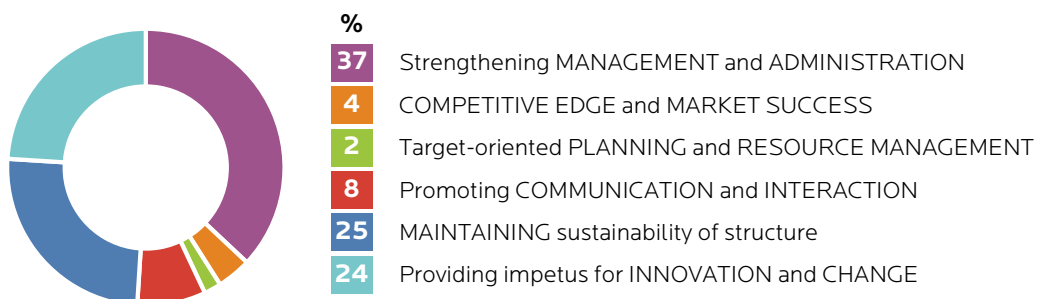 %
37 Strengthening MANAGEMENT and ADMINISTRATION
4 COMPETITIVE EDGE and MARKET SUCCESS
2 Target-oriented PLANNING and RESOURCE MANAGEMENT
8 Promoting COMMUNICATION and INTERACTION
25 MAINTAINING sustainability of structure
24 Providing impetus for INNOVATION and CHANGE